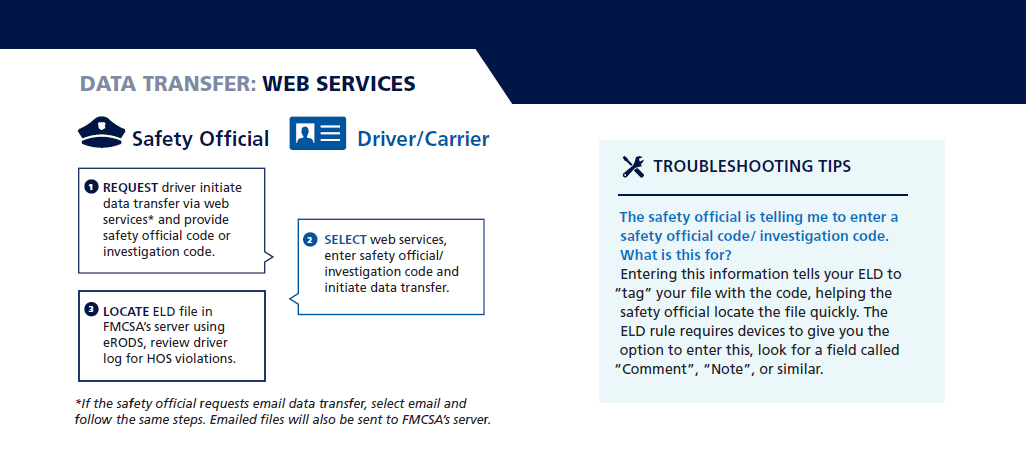 DATA TRANSFER: WEB SERVICES
Safety Official
Driver/Carrier
1 REQUEST driver initiate
data transfer via web
services* and provide
safety official code or
investigation code.
2 SELECT web services,
enter safety official/
investigation code and
initiate data transfer.
3 LOCATE ELD file in
FMCSA's server using
eRODS, review driver
log for HOS violations.
*If the safety official requests email data transfer, select email and
follow the same steps. Emailed files will also be sent to FMCSA's server.
TROUBLESHOOTING TIPS
The safety official is telling me to enter a
safety official code/ investigation code.
What is this for?
Entering this information tells your ELD to
"tag" your file with the code, helping the
safety official locate the file quickly. The
ELD rule requires devices to give you the
option to enter this, look for a field called
"Comment", "Note", or similar.